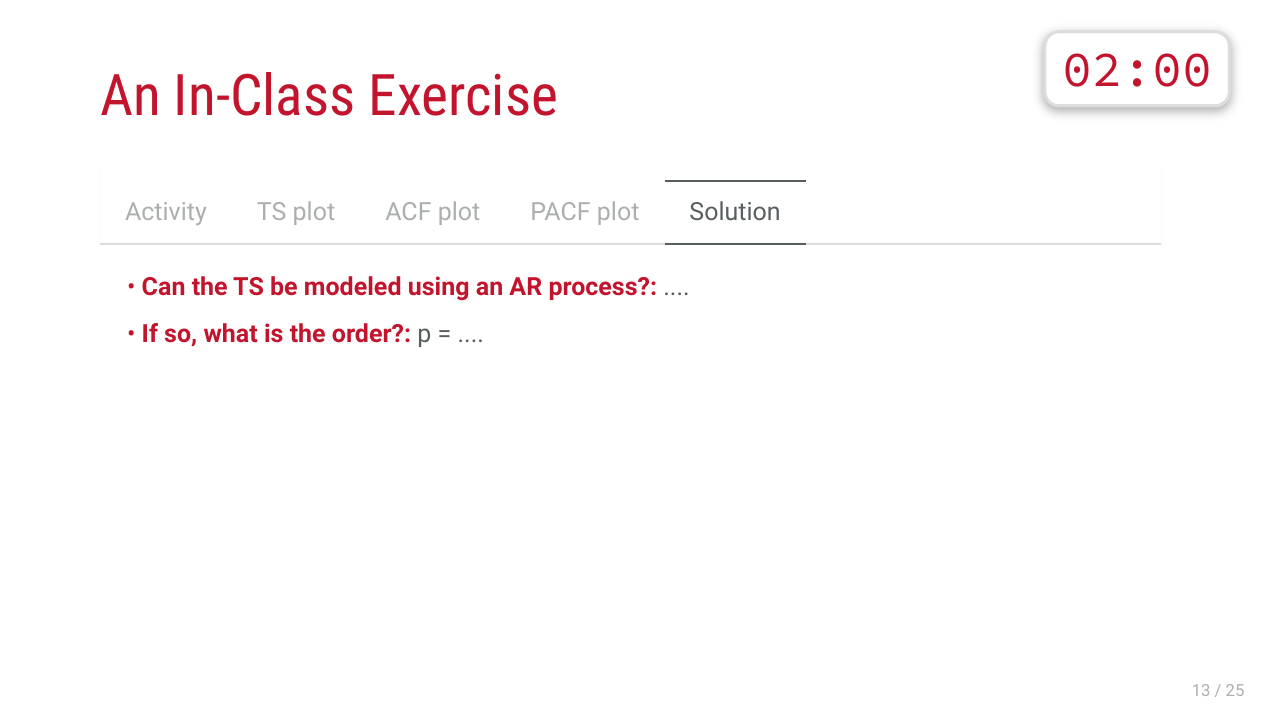 An In-Class Exercise
02:00
Activity TS plot ACF plot PACF plot Solution
• Can the TS be modeled using an AR process?: ....
• If so, what is the order?: p = ....
13 / 25